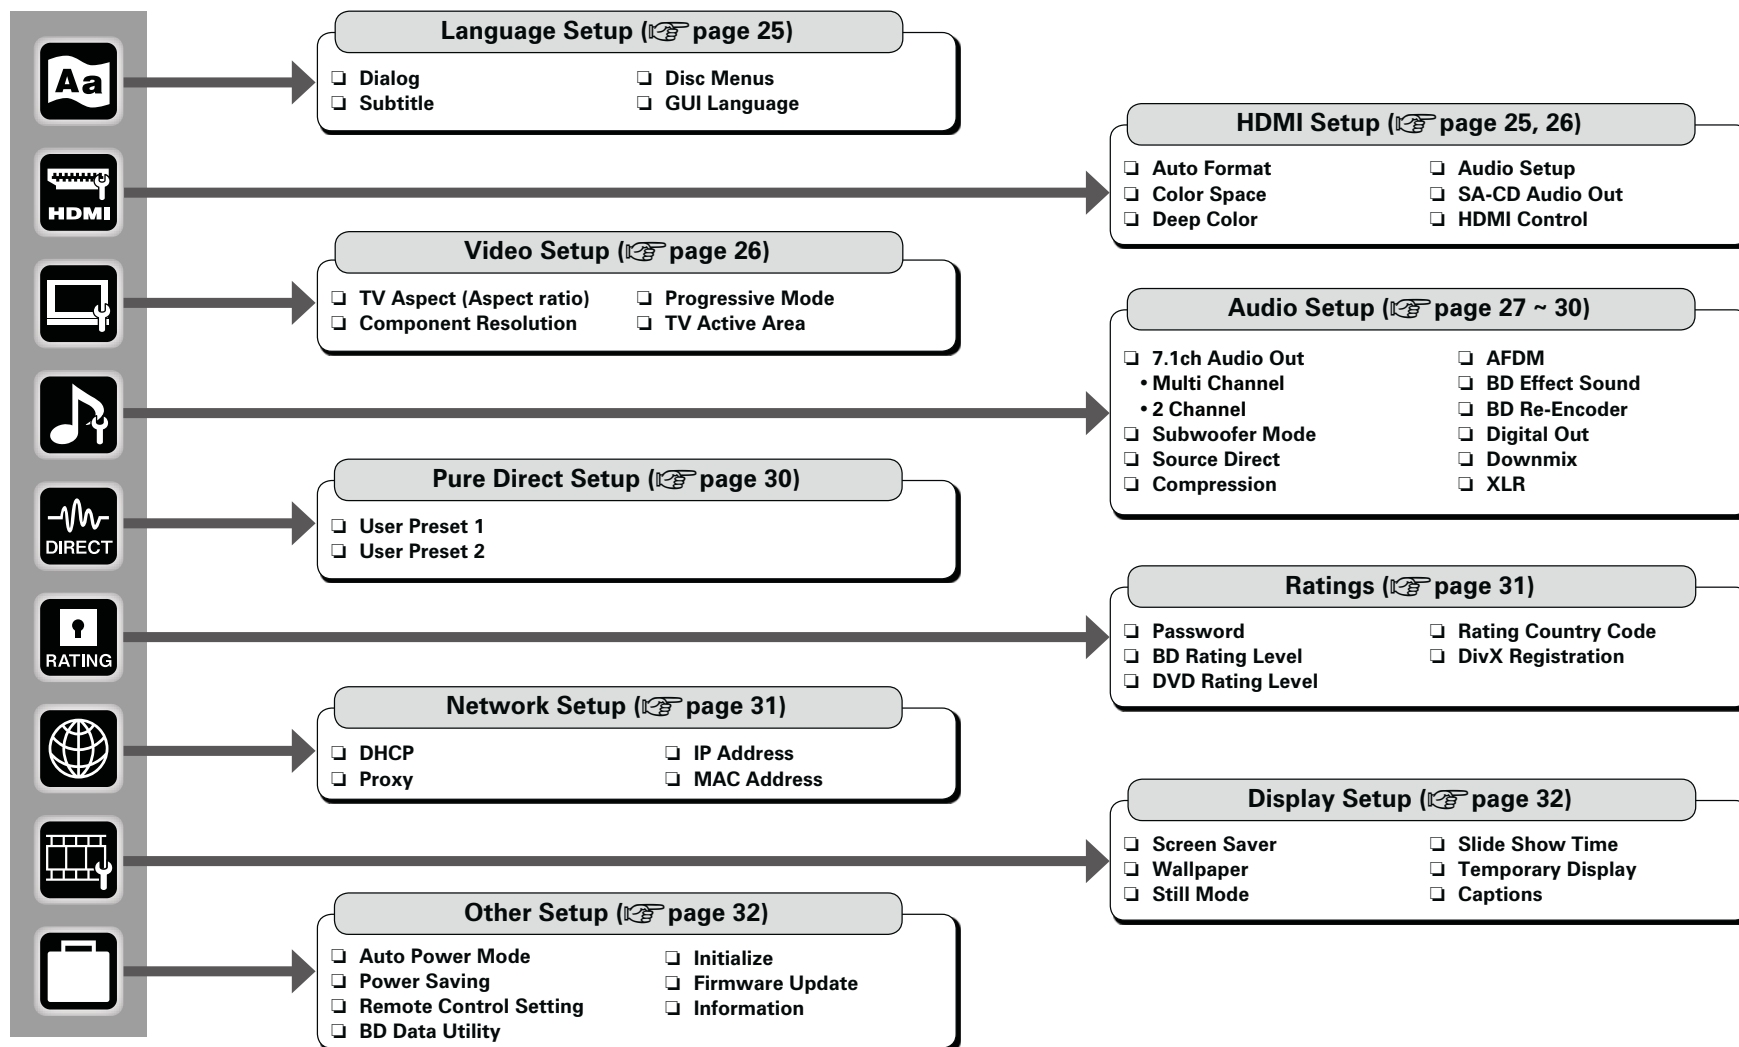 Aa
Language Setup (page 25)
❏ Dialog
❏ Subtitle
❏ Disc Menus
❏ GUI Language
HDMI
HDMI Setup (page 25, 26)
❏ Auto Format
❏ Color Space
❏ Deep Color
❏ Audio Setup
❏ SA-CD Audio Out
❏ HDMI Control
Video Setup (page 26)
❏ TV Aspect (Aspect ratio)
❏ Component Resolution
❏ Progressive Mode
❏ TV Active Area
Audio Setup (page 27 ~ 30)
❏ 7.1ch Audio Out
• Multi Channel
• 2 Channel
❏ Subwoofer Mode
❏ Source Direct
❏ Compression
❏ AFDM
❏ BD Effect Sound
❏ BD Re-Encoder
❏ Digital Out
❏ Downmix
❏ XLR
DIRECT
Pure Direct Setup (page 30)
❏ User Preset 1
❏ User Preset 2
RATING
Ratings (page 31)
❏ Password
❏ BD Rating Level
❏ DVD Rating Level
❏ Rating Country Code
❏ DivX Registration
Network Setup (page 31)
❏ DHCP
❏ Proxy
❏ IP Address
❏ MAC Address
Display Setup (page 32)
❏ Screen Saver
❏ Wallpaper
❏ Still Mode
❏ Slide Show Time
❏ Temporary Display
❏ Captions
Other Setup (page 32)
❏ Auto Power Mode
❏ Power Saving
❏ Remote Control Setting
❏ BD Data Utility
❏ Initialize
❏ Firmware Update
❏ Information